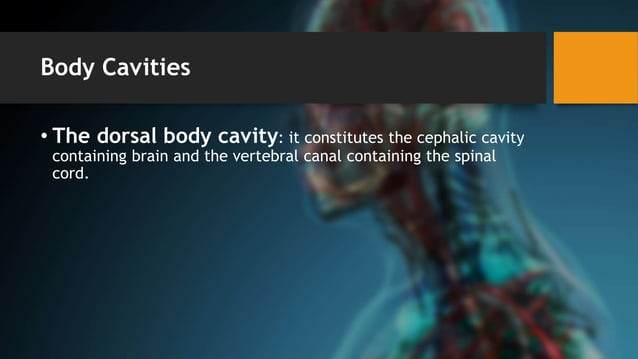 Body Cavities
• The dorsal body cavity: it constitutes the cephalic cavity
containing brain and the vertebral canal containing the spinal
cord.